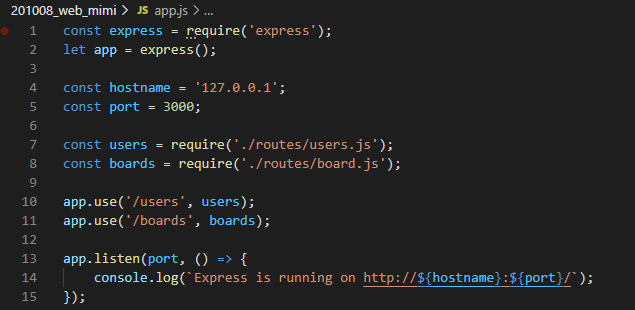 201008_web_mimi > JS app.js > ...
1 const express = require('express');
2 let app = express();
3
4 const hostname = '127.0.0.1';
5 const port = 3000;
6
7 const users = require('./routes/users.js');
8 const boards = require('./routes/board.js');
9
10 app.use('/users', users);
11 app.use('/boards', boards);
12
13 app.listen(port, () => {
14     console.log(`Express is running on http://${hostname}:${port}/`);
15 });